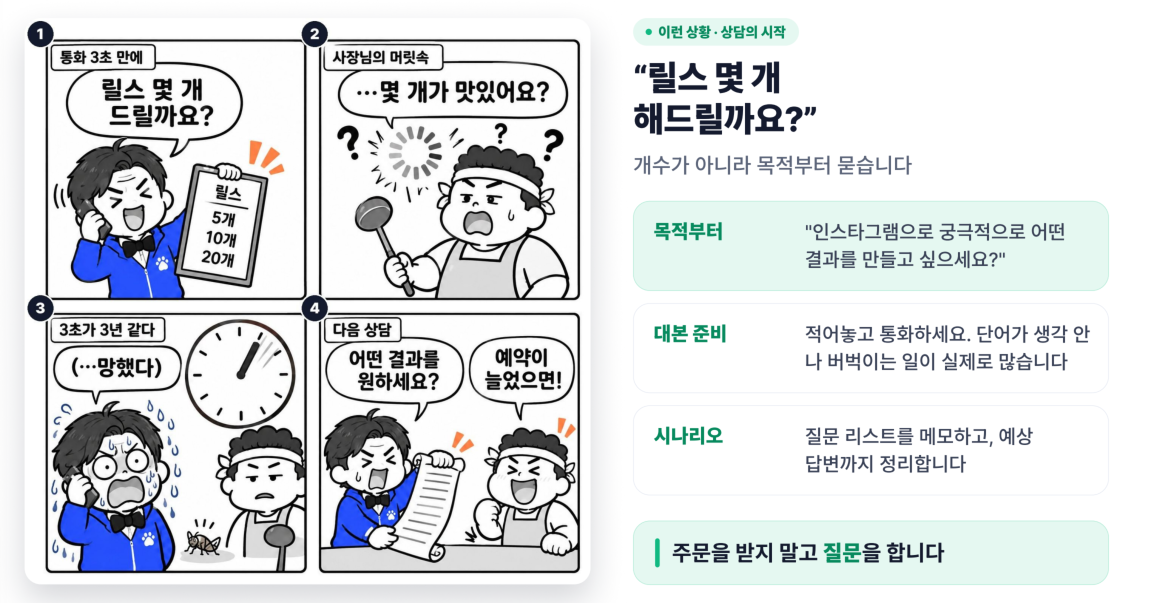 1
통화 3초 만에
릴스 몇 개
드릴까요?
릴스
5개
10개
20개
2
사장님의 머릿속
…몇 개가 맛있어요?
?
?
?
3
3초가 3년 같다
(…망했다)
4
다음 상담
어떤 결과를
원하세요?
예약이
늘었으면!
이런 상황 · 상담의 시작
“릴스 몇 개
해드릴까요?”
개수가 아니라 목적부터 묻습니다
목적부터
"인스타그램으로 궁극적으로 어떤
결과를 만들고 싶으세요?"
대본 준비
적어놓고 통화하세요. 단어가 생각 안
나 버벅이는 일이 실제로 많습니다
시나리오
질문 리스트를 메모하고, 예상
답변까지 정리합니다
주문을 받지 말고 질문을 합니다